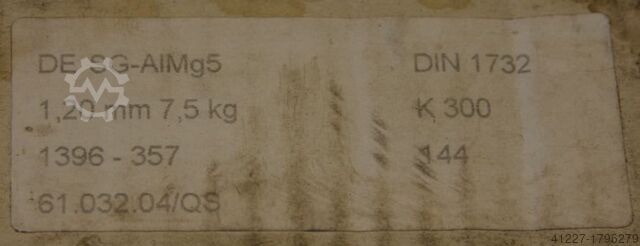 DE-SG-AlMg5 DIN 1732
1,20 mm 7,5 kg K 300
1396 - 357 144
61.032.04/QS
41227-1795279